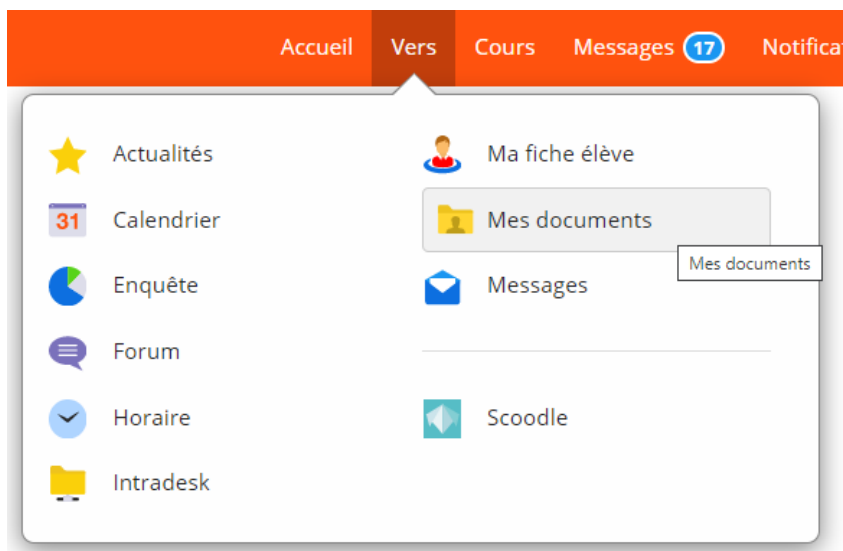 Accueil Vers Cours Messages 17 Notifica
Actualités
Calendrier
31
Enquête
Forum
Horaire
Intradesk
Ma fiche élève
Mes documents
Mes documents
Messages
Scoodle